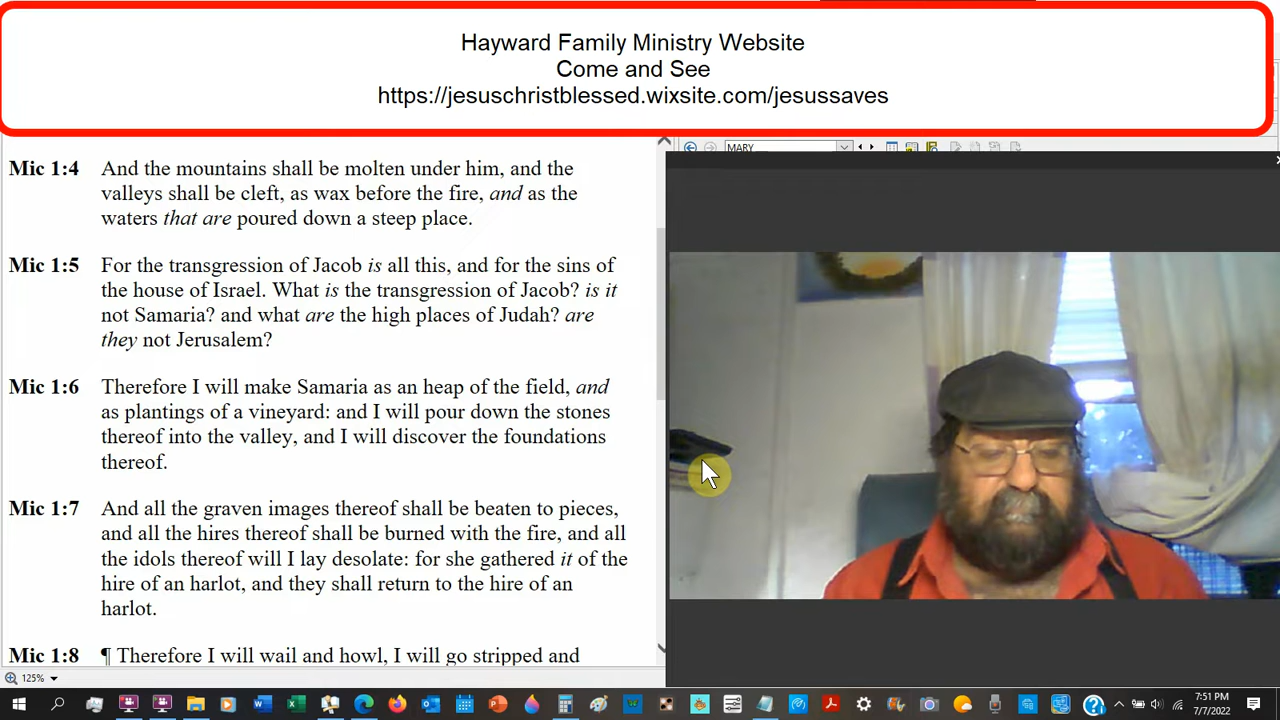 Hayward Family Ministry Website
Come and See
https://jesuschristblessed.wixsite.com/jesussaves
MARY
Mic 1:4 And the mountains shall be molten under him, and the
valleys shall be cleft, as wax before the fire, and as the
waters that are poured down a steep place.
Mic 1:5 For the transgression of Jacob is all this, and for the sins of
the house of Israel. What is the transgression of Jacob? is it
not Samaria? and what are the high places of Judah? are
they not Jerusalem?
Mic 1:6 Therefore I will make Samaria as an heap of the field, and
as plantings of a vineyard: and I will pour down the stones
thereof into the valley, and I will discover the foundations
thereof.
Mic 1:7 And all the graven images thereof shall be beaten to pieces,
and all the hires thereof shall be burned with the fire, and all
the idols thereof will I lay desolate: for she gathered it of the
hire of an harlot, and they shall return to the hire of an
harlot.
Mic 1:8 ¶ Therefore I will wail and howl, I will go stripped and
125%
7:51 PM
7/7/2022